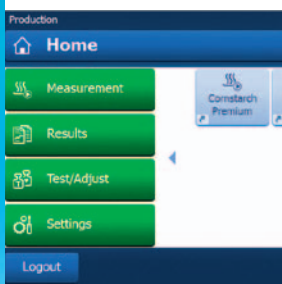 Production
Home
Measurement
Results
Test/Adjust
Settings
Cornstarch
Premium
Logout